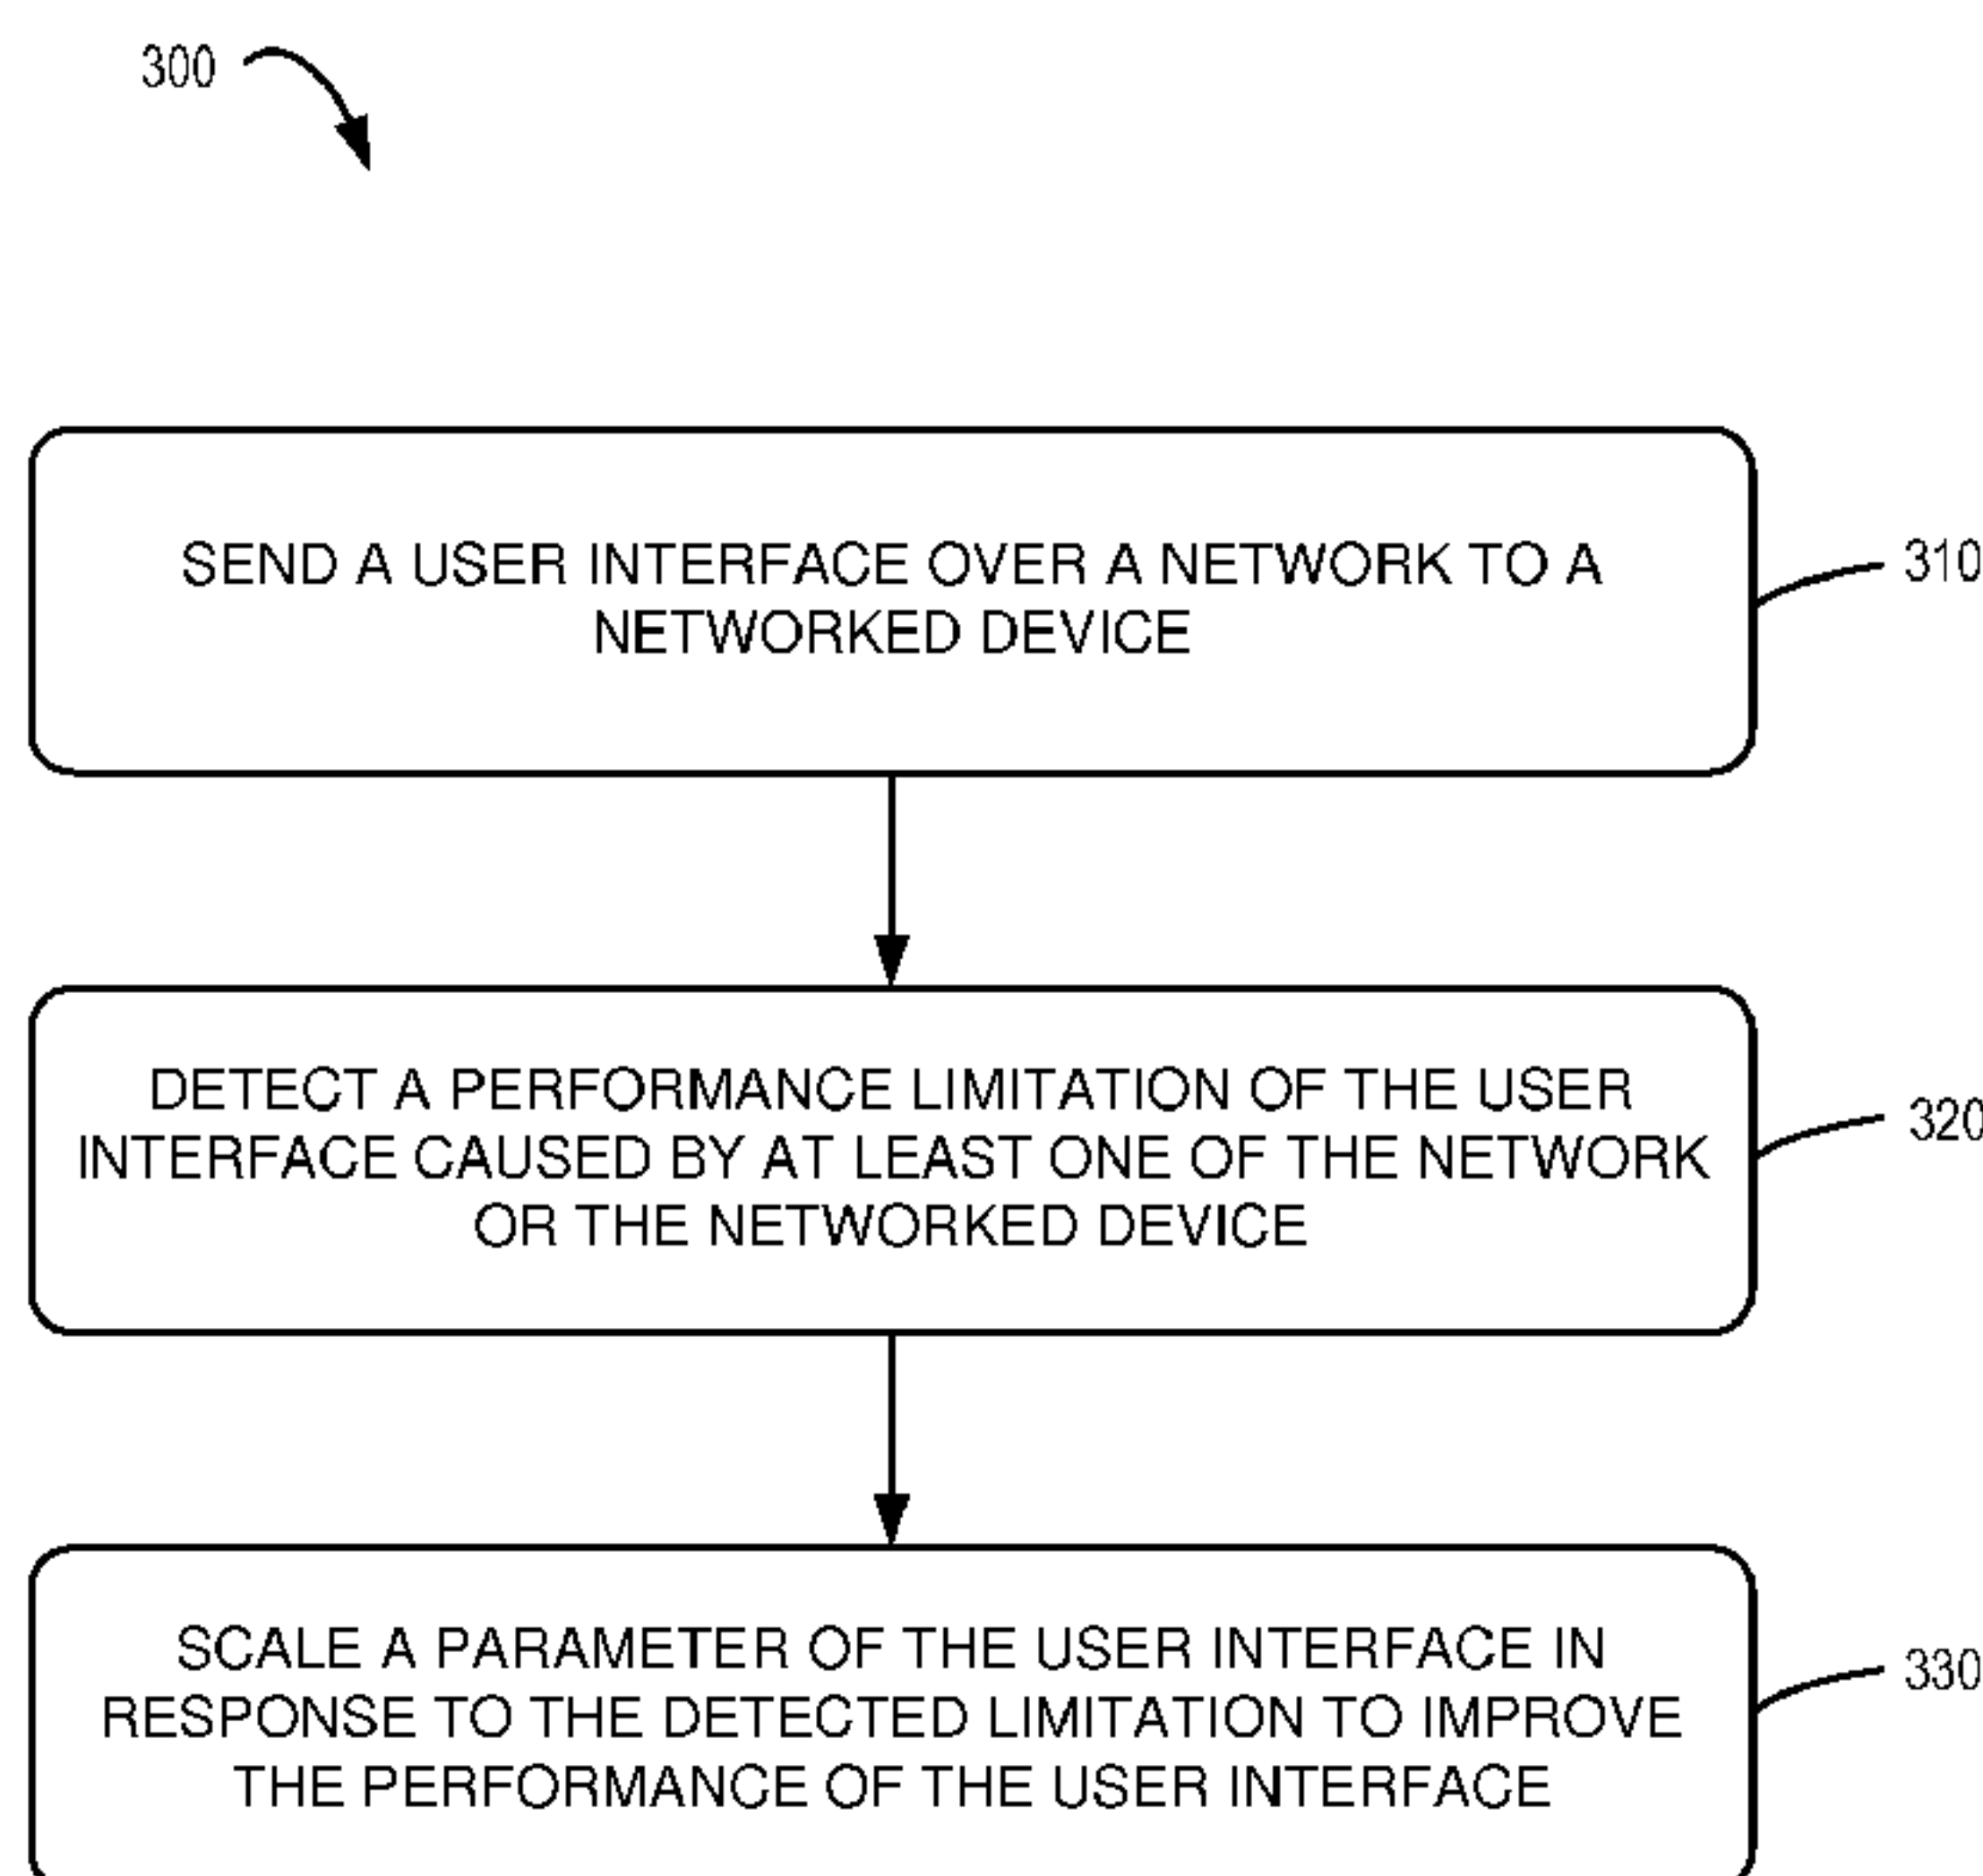 300
SEND A USER INTERFACE OVER A NETWORK TO A
NETWORKED DEVICE
310
DETECT A PERFORMANCE LIMITATION OF THE USER
INTERFACE CAUSED BY AT LEAST ONE OF THE NETWORK
OR THE NETWORKED DEVICE
320
SCALE A PARAMETER OF THE USER INTERFACE IN
RESPONSE TO THE DETECTED LIMITATION TO IMPROVE
THE PERFORMANCE OF THE USER INTERFACE
330